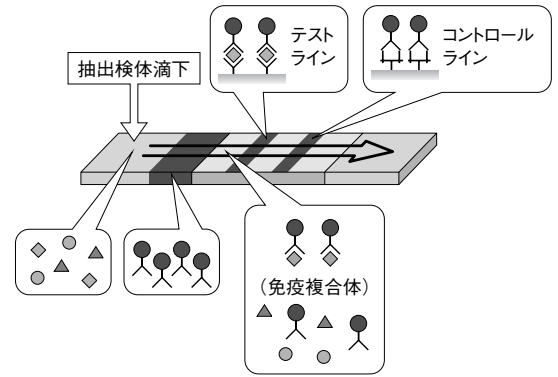 テスト
ライン
コントロール
ライン
抽出検体滴下
(免疫複合体)